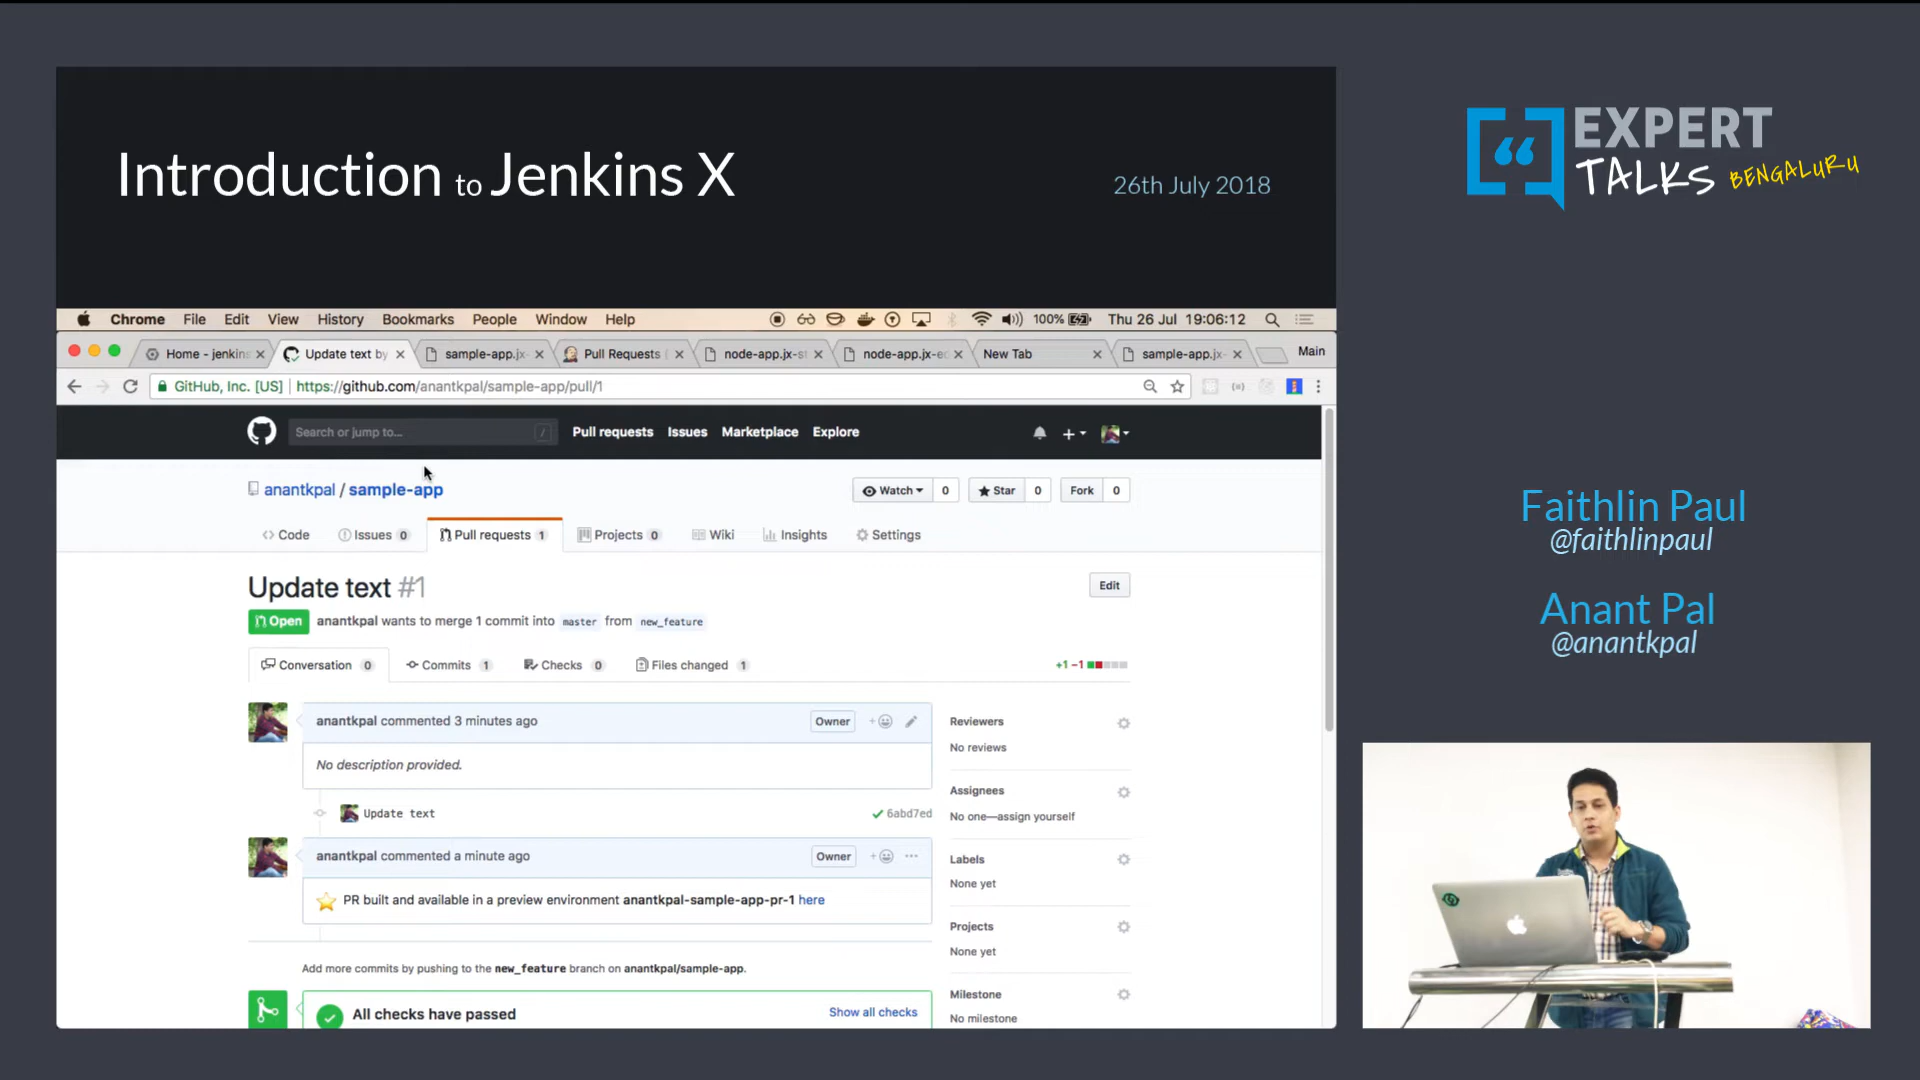 Introduction to Jenkins X
26th July 2018
EXPERT
TALKS BENGALURU
Chrome File Edit View History Bookmarks People Window Help
100% Thu 26 Jul 19:06:12
Home - jenkins
Update text by
sample-app.jx-
Pull Requests
node-app.jx-st
node-app.jx-ed
New Tab
sample-app.jx-
Main
GitHub, Inc. [US] https://github.com/anantkpal/sample-app/pull/1
Search or jump to... /
Pull requests Issues Marketplace Explore
anantkpal / sample-app
Watch 0 Star 0 Fork 0
Code Issues 0 Pull requests 1 Projects 0 Wiki Insights Settings
Update text #1
Edit
Open anantkpal wants to merge 1 commit into master from new_feature
Conversation 0 Commits 1 Checks 0 Files changed 1
+1 −1
anantkpal commented 3 minutes ago
Owner
No description provided.
Update text
6abd7ed
anantkpal commented a minute ago
Owner
PR built and available in a preview environment anantkpal-sample-app-pr-1 here
Add more commits by pushing to the new_feature branch on anantkpal/sample-app.
All checks have passed
Show all checks
Reviewers
No reviews
Assignees
No one—assign yourself
Labels
None yet
Projects
None yet
Milestone
No milestone
Faithlin Paul
@faithlinpaul
Anant Pal
@anantkpal